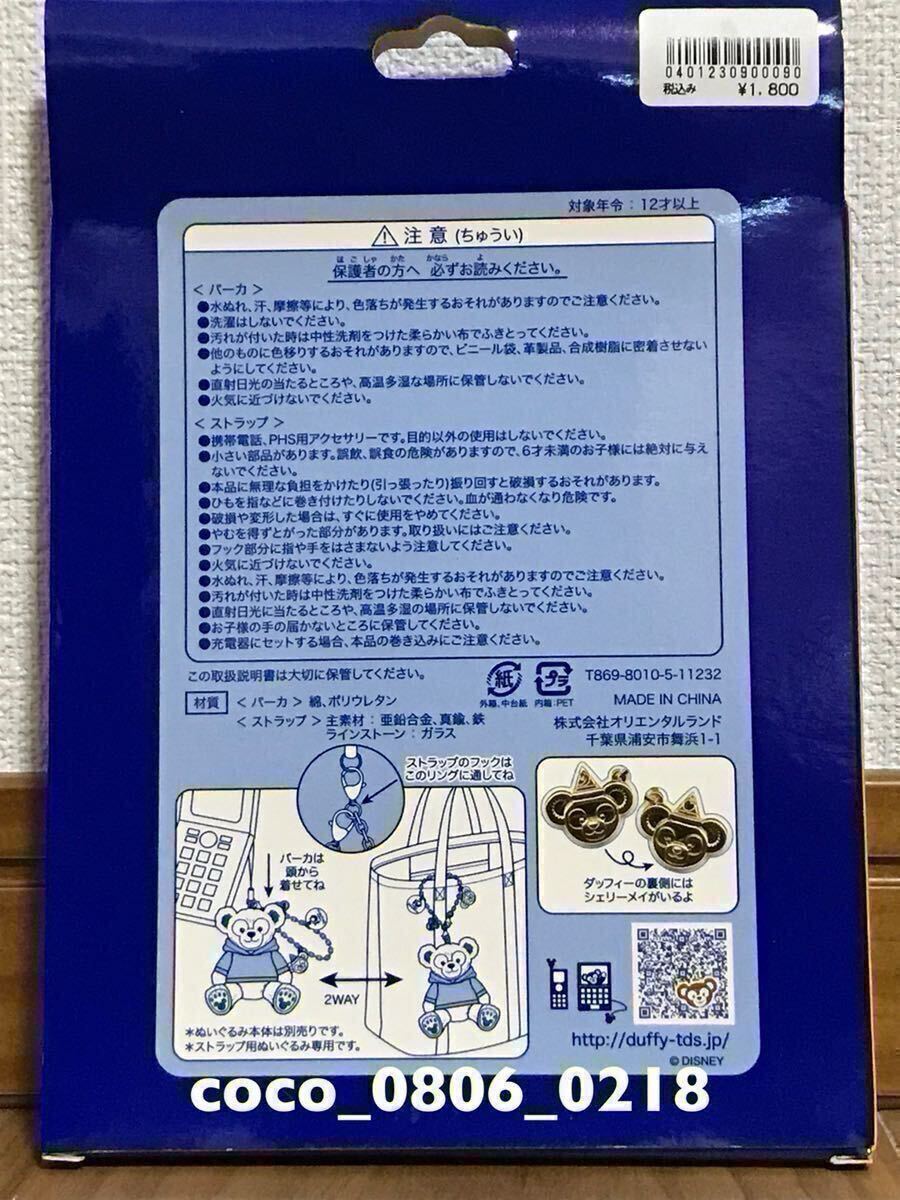 0401230900090
税込み ¥1,800
対象年令：12才以上
注意(ちゅうい)
ほごしゃ かた かなら よ
保護者の方へ 必ずお読みください。
＜パーカ＞
●水ぬれ、汗、摩擦等により、色落ちが発生するおそれがありますのでご注意ください。
●洗濯はしないでください。
●汚れが付いた時は中性洗剤をつけた柔らかい布でふきとってください。
●他のものに色移りするおそれがありますので、ビニール袋、革製品、合成樹脂に密着させない
ようにしてください。
●直射日光の当たるところや、高温多湿な場所に保管しないでください。
●火気に近づけないでください。
＜ストラップ＞
●携帯電話、PHS用アクセサリーです。目的以外の使用はしないでください。
●小さい部品があります。誤飲、誤食の危険がありますので、6才未満のお子様には絶対に与え
ないでください。
●本品に無理な負担をかけたり(引っ張ったり)振り回すと破損するおそれがあります。
●ひもを指などに巻き付けたりしないでください。血が通わなくなり危険です。
●破損や変形した場合は、すぐに使用をやめてください。
●やむを得ずとがった部分があります。取り扱いにはご注意ください。
●フック部分に指や手をはさまないよう注意してください。
●火気に近づけないでください。
●水ぬれ、汗、摩擦等により、色落ちが発生するおそれがありますのでご注意ください。
●汚れが付いた時は中性洗剤をつけた柔らかい布でふきとってください。
●直射日光に当たるところや、高温多湿の場所に保管しないでください。
●お子様の手の届かないところに保管してください。
●充電器にセットする場合、本品の巻き込みにご注意ください。
この取扱説明書は大切に保管してください。
紙
外箱、中台紙
プラ
内箱：PET
T869-8010-5-11232
MADE IN CHINA
材質 ＜パーカ＞ 綿、ポリウレタン
＜ストラップ＞ 主素材：亜鉛合金、真鍮、鉄
ラインストーン：ガラス
株式会社オリエンタルランド
千葉県浦安市舞浜1-1
ストラップのフックは
このリングに通してね
パーカは
頭から
着せてね
2WAY
＊ぬいぐるみ本体は別売りです。
＊ストラップ用ぬいぐるみ専用です。
ダッフィーの裏側には
シェリーメイがいるよ
http://duffy-tds.jp/
© DISNEY
coco_0806_0218